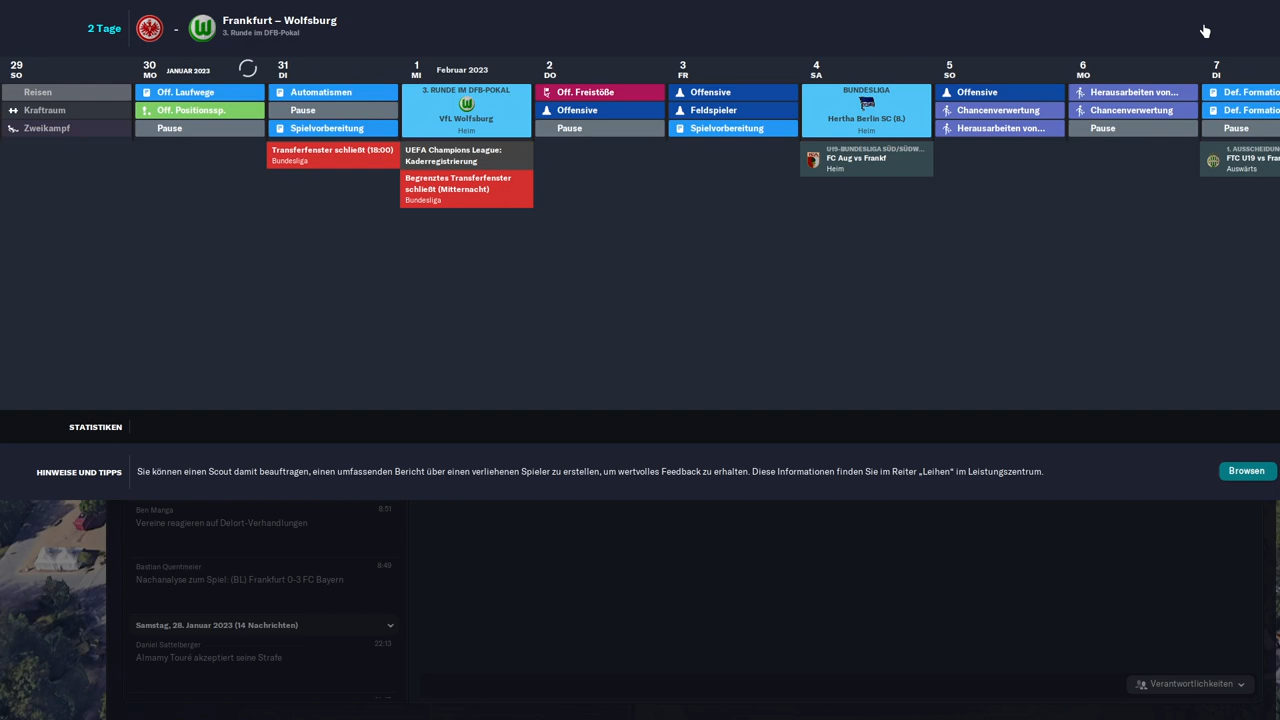 2 Tage
-
Frankfurt – Wolfsburg
3. Runde im DFB-Pokal
29
SO
30
MO
JANUAR 2023
31
DI
1
MI
Februar 2023
2
DO
3
FR
4
SA
5
SO
6
MO
7
DI
Reisen
Kraftraum
Zweikampf
Off. Laufwege
Off. Positionssp.
Pause
Automatismen
Pause
Spielvorbereitung
Transferfenster schließt (18:00)
Bundesliga
3. RUNDE IM DFB-POKAL
VfL Wolfsburg
Heim
UEFA Champions League:
Kaderregistrierung
Begrenztes Transferfenster
schließt (Mitternacht)
Bundesliga
Off. Freistöße
Offensive
Pause
Offensive
Feldspieler
Spielvorbereitung
BUNDESLIGA
Hertha Berlin SC (8.)
Heim
U19-BUNDESLIGA SÜD/SÜDW...
FC Aug vs Frankf
Heim
Offensive
Chancenverwertung
Herausarbeiten von...
Herausarbeiten von...
Chancenverwertung
Pause
Def. Formatio
Def. Formatio
Pause
1. AUSSCHEIDUN
FTC U19 vs Fran
Auswärts
STATISTIKEN
HINWEISE UND TIPPS
Sie können einen Scout damit beauftragen, einen umfassenden Bericht über einen verliehenen Spieler zu erstellen, um wertvolles Feedback zu erhalten. Diese Informationen finden Sie im Reiter „Leihen“ im Leistungszentrum.
Browsen
Ben Manga
8:51
Vereine reagieren auf Delort-Verhandlungen
Bastian Quentmeier
8:49
Nachanalyse zum Spiel: (BL) Frankfurt 0-3 FC Bayern
Samstag, 28. Januar 2023 (14 Nachrichten)
Daniel Sattelberger
22:13
Almamy Touré akzeptiert seine Strafe
Verantwortlichkeiten